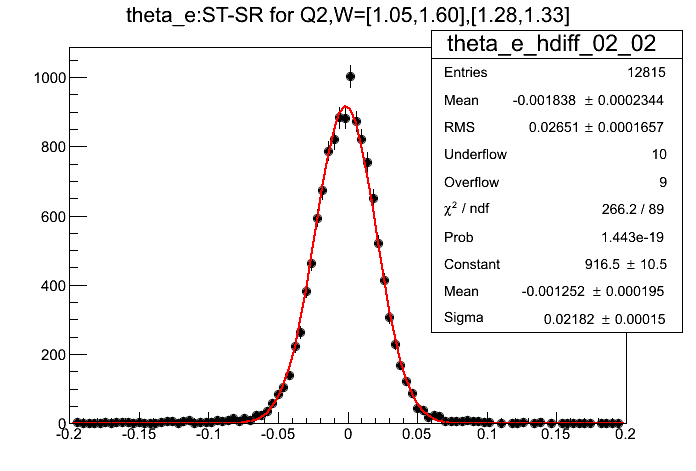 theta_e:ST-SR for Q2,W=[1.05,1.60],[1.28,1.33]
theta_e_hdiff_02_02
Entries 12815
Mean -0.001838 ± 0.0002344
RMS 0.02651 ± 0.0001657
Underflow 10
Overflow 9
χ² / ndf 266.2 / 89
Prob 1.443e-19
Constant 916.5 ± 10.5
Mean -0.001252 ± 0.000195
Sigma 0.02182 ± 0.00015
1000
800
600
400
200
0
-0.2 -0.15 -0.1 -0.05 0 0.05 0.1 0.15 0.2